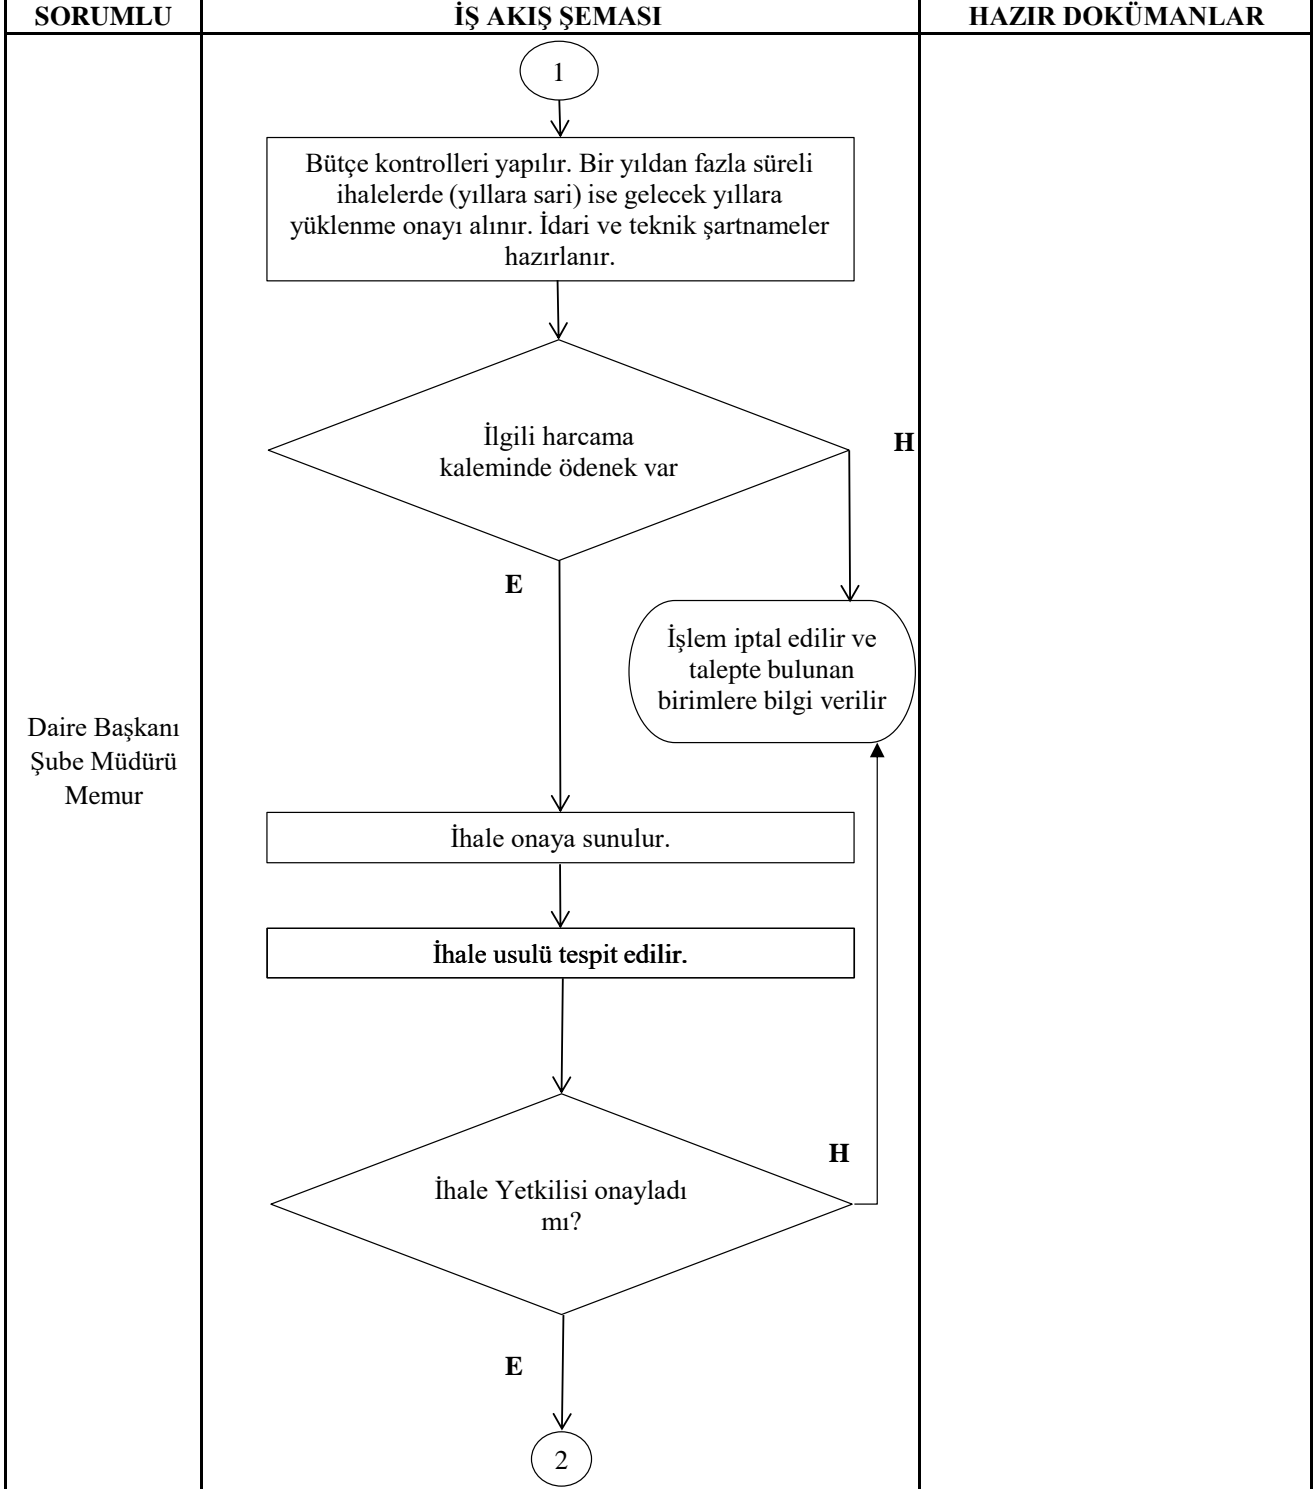 SORUMLU
İŞ AKIŞ ŞEMASI
HAZIR DOKÜMANLAR
1
Bütçe kontrolleri yapılır. Bir yıldan fazla süreli
ihalelerde (yıllara sari) ise gelecek yıllara
yüklenme onayı alınır. İdari ve teknik şartnameler
hazırlanır.
İlgili harcama
kaleminde ödenek var
H
E
İşlem iptal edilir ve
talepte bulunan
birimlere bilgi verilir
Daire Başkanı
Şube Müdürü
Memur
İhale onaya sunulur.
İhale usulü tespit edilir.
H
İhale Yetkilisi onayladı
mı?
E
2